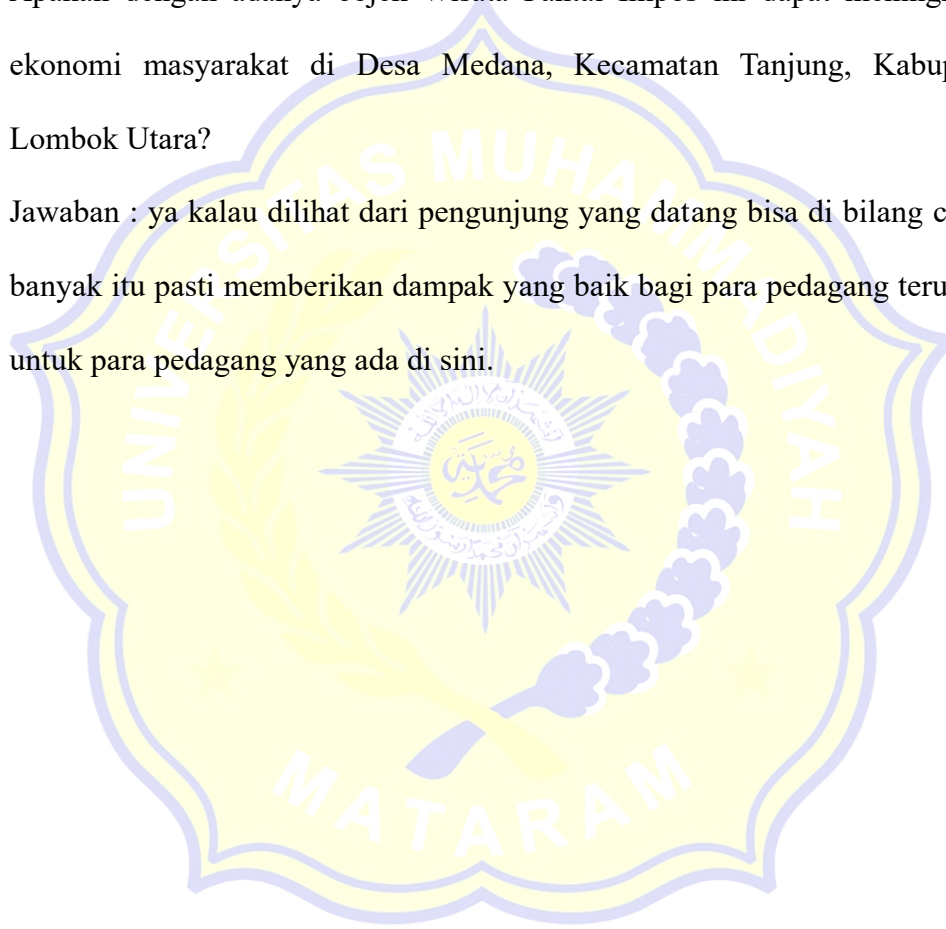 ekonomi masyarakat di Desa Medana, Kecamatan Tanjung,
Lombok Utara?
Jawaban : ya kalau dilihat dari pengunjung yang datang bisa di bilang
banyak itu pasti memberikan dampak yang baik bagi para pedagang
untuk para pedagang yang ada di sini.
UNIVERSITAS MUHAMMADIYAH
MATARAM